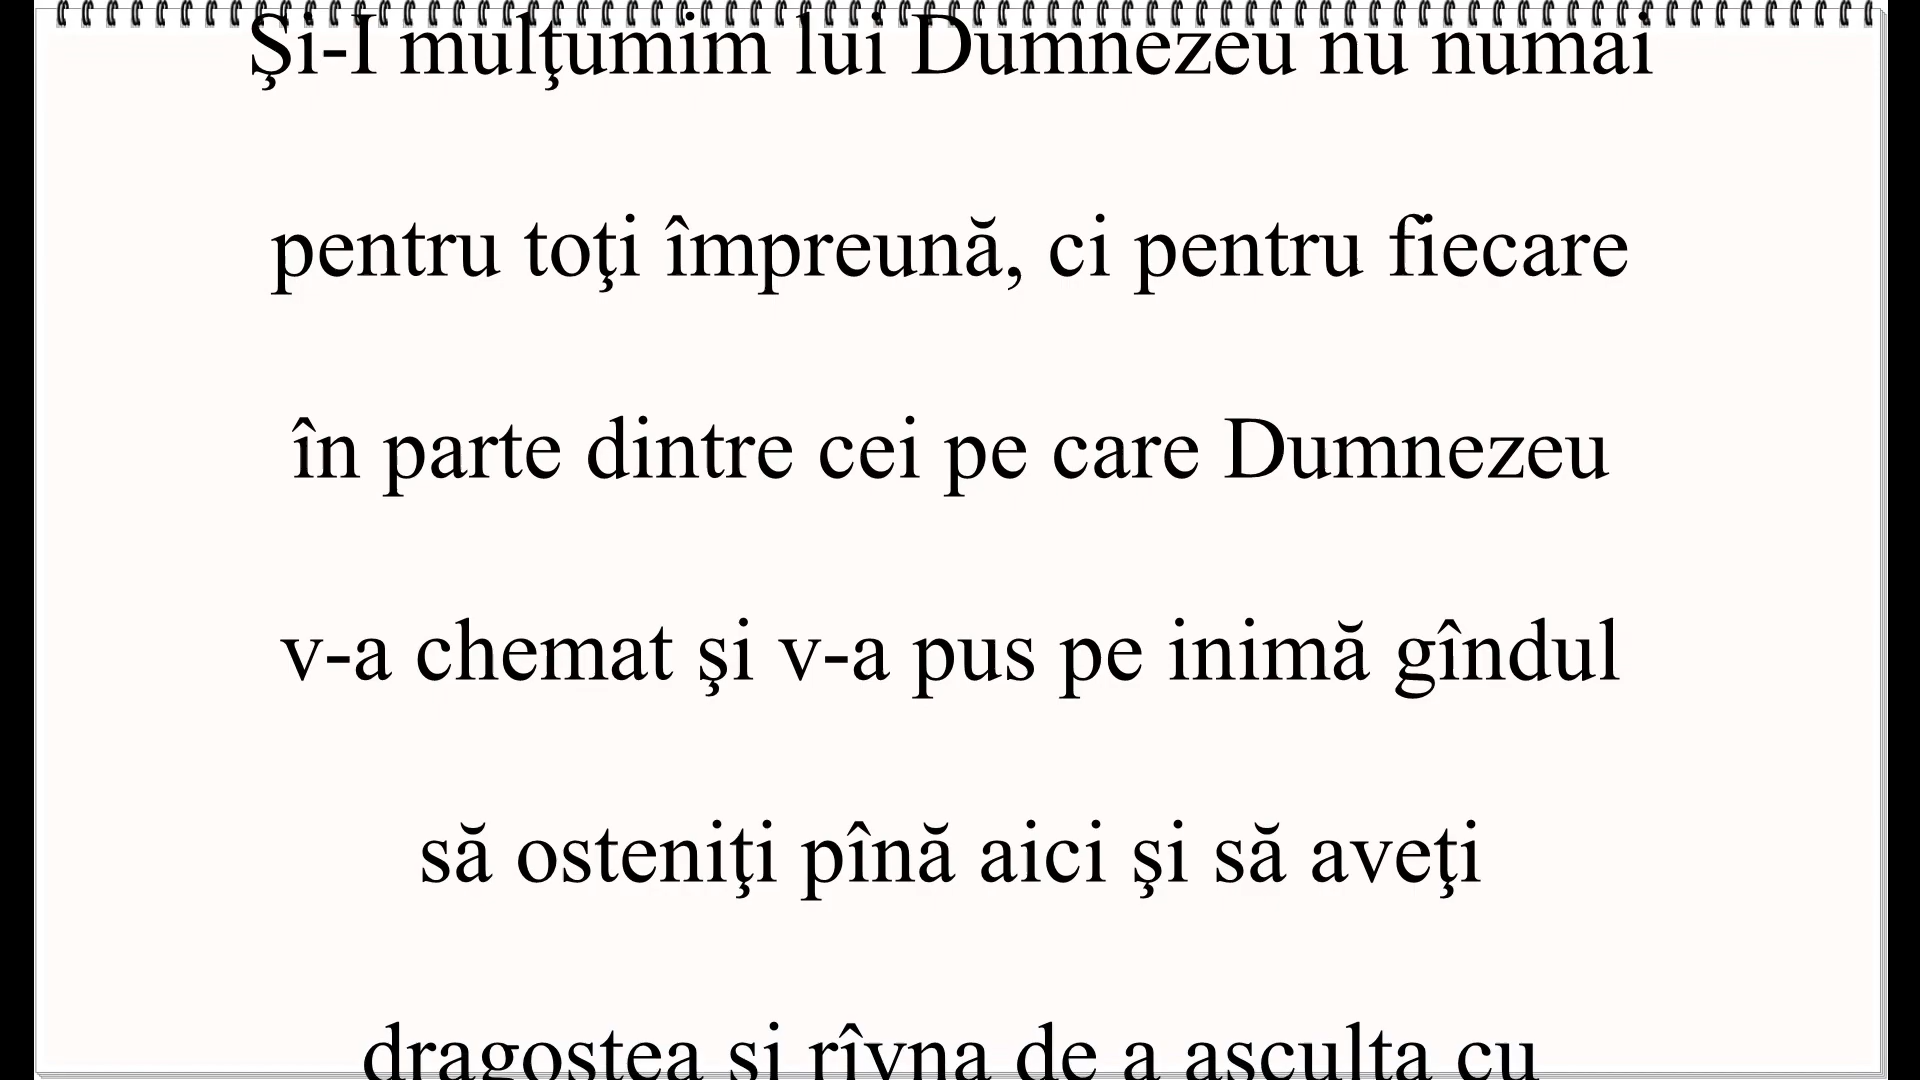 Şi-I mulţumim lui Dumnezeu nu numai
pentru toţi împreună, ci pentru fiecare
în parte dintre cei pe care Dumnezeu
v-a chemat şi v-a pus pe inimă gîndul
să osteniţi pînă aici şi să aveţi
dragostea şi rîvna de a asculta cu